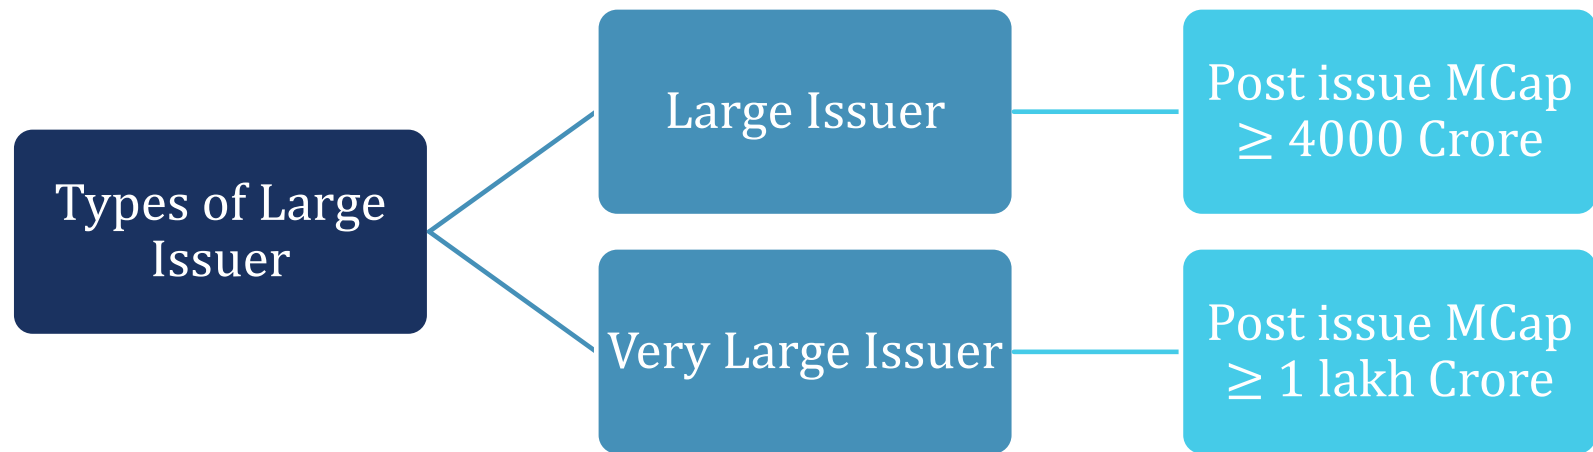 Types of Large
Issuer
Large Issuer
Post issue MCap
≥ 4000 Crore
Very Large Issuer
Post issue MCap
≥ 1 lakh Crore